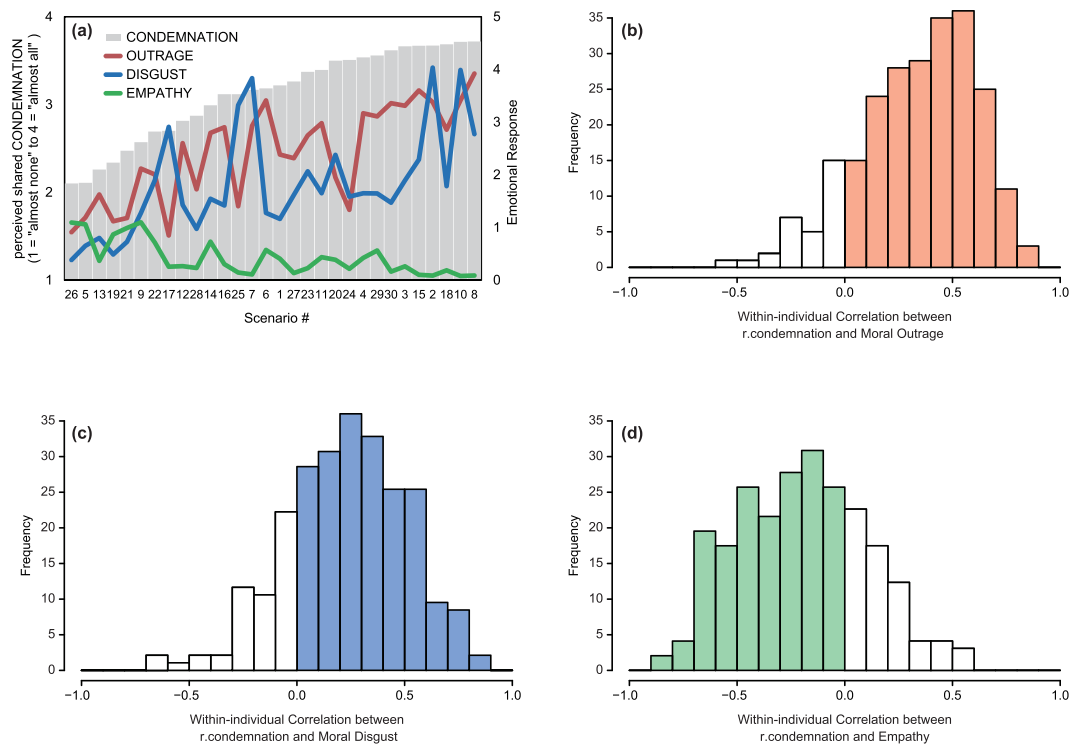 (a)
CONDEMNATION
OUTRAGE
DISGUST
EMPATHY
perceived shared CONDEMNATION
(1 = "almost none" to 4 = "almost all" )
4
3
2
1
5
4
3
2
1
0
Emotional Response
26 5 13 19 21 9 22 17 12 28 14 16 25 7 6 1 27 23 11 20 24 4 29 30 3 15 2 18 10 8
Scenario #
(b)
Frequency
35
30
25
20
15
10
5
0
−1.0 −0.5 0.0 0.5 1.0
Within-individual Correlation between
r.condemnation and Moral Outrage
(c)
Frequency
35
30
25
20
15
10
5
0
−1.0 −0.5 0.0 0.5 1.0
Within-individual Correlation between
r.condemnation and Moral Disgust
(d)
Frequency
35
30
25
20
15
10
5
0
−1.0 −0.5 0.0 0.5 1.0
Within-individual Correlation between
r.condemnation and Empathy